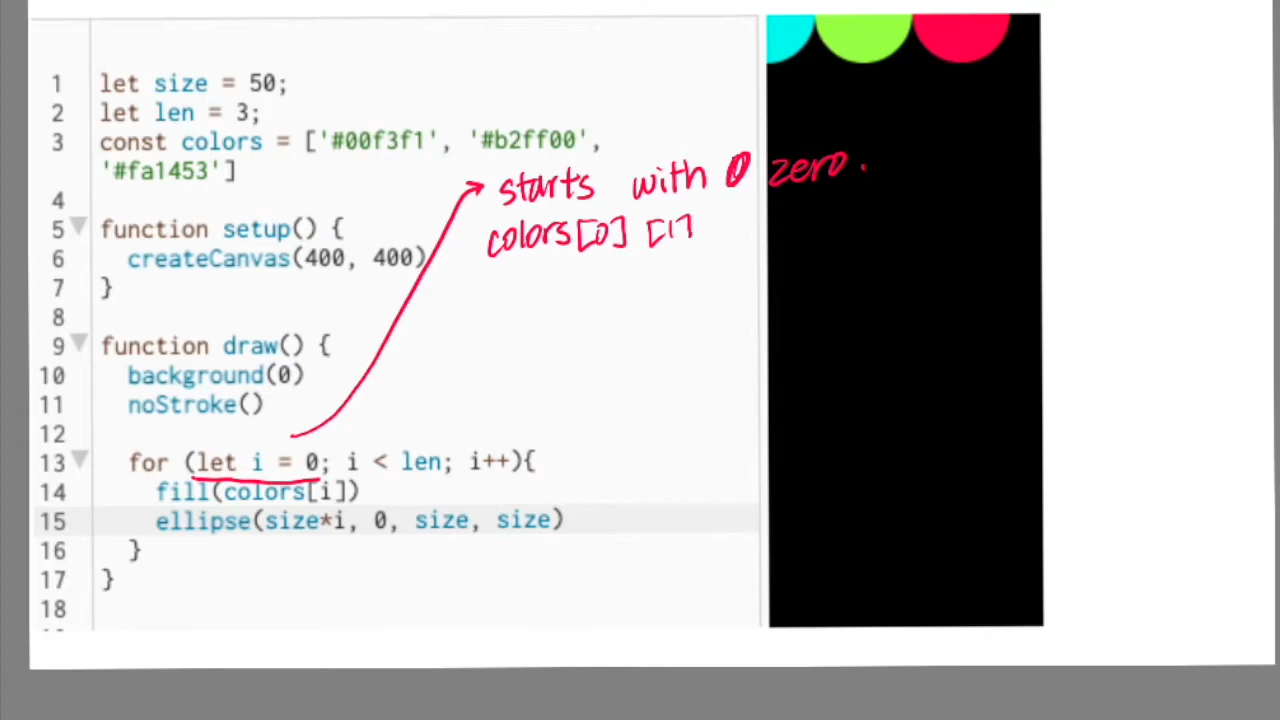 1 let size = 50;
2 let len = 3;
3 const colors = ['#00f3f1', '#b2ff00',
'#fa1453']
starts with 0 zero.
4
colors[0] [1]
5 function setup() {
6 createCanvas(400, 400)
7 }
8
9 function draw() {
10 background(0)
11 noStroke()
12
13 for (let i = 0; i < len; i++){
14 fill(colors[i])
15 ellipse(size*i, 0, size, size)
16 }
17 }
18